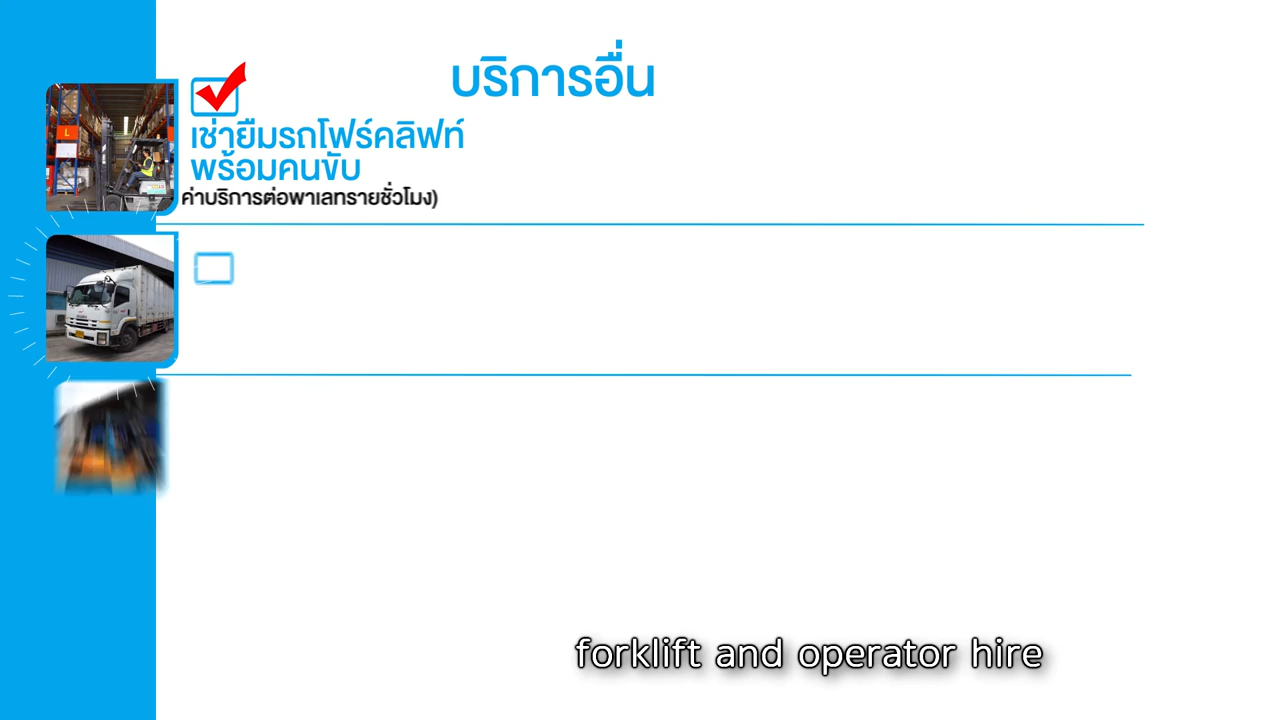 บริการอื่น
เช่ายืมรถโฟร์คลิฟท์
พร้อมคนขับ
ค่าบริการต่อพาเลทรายชั่วโมง)
L
forklift and operator hire